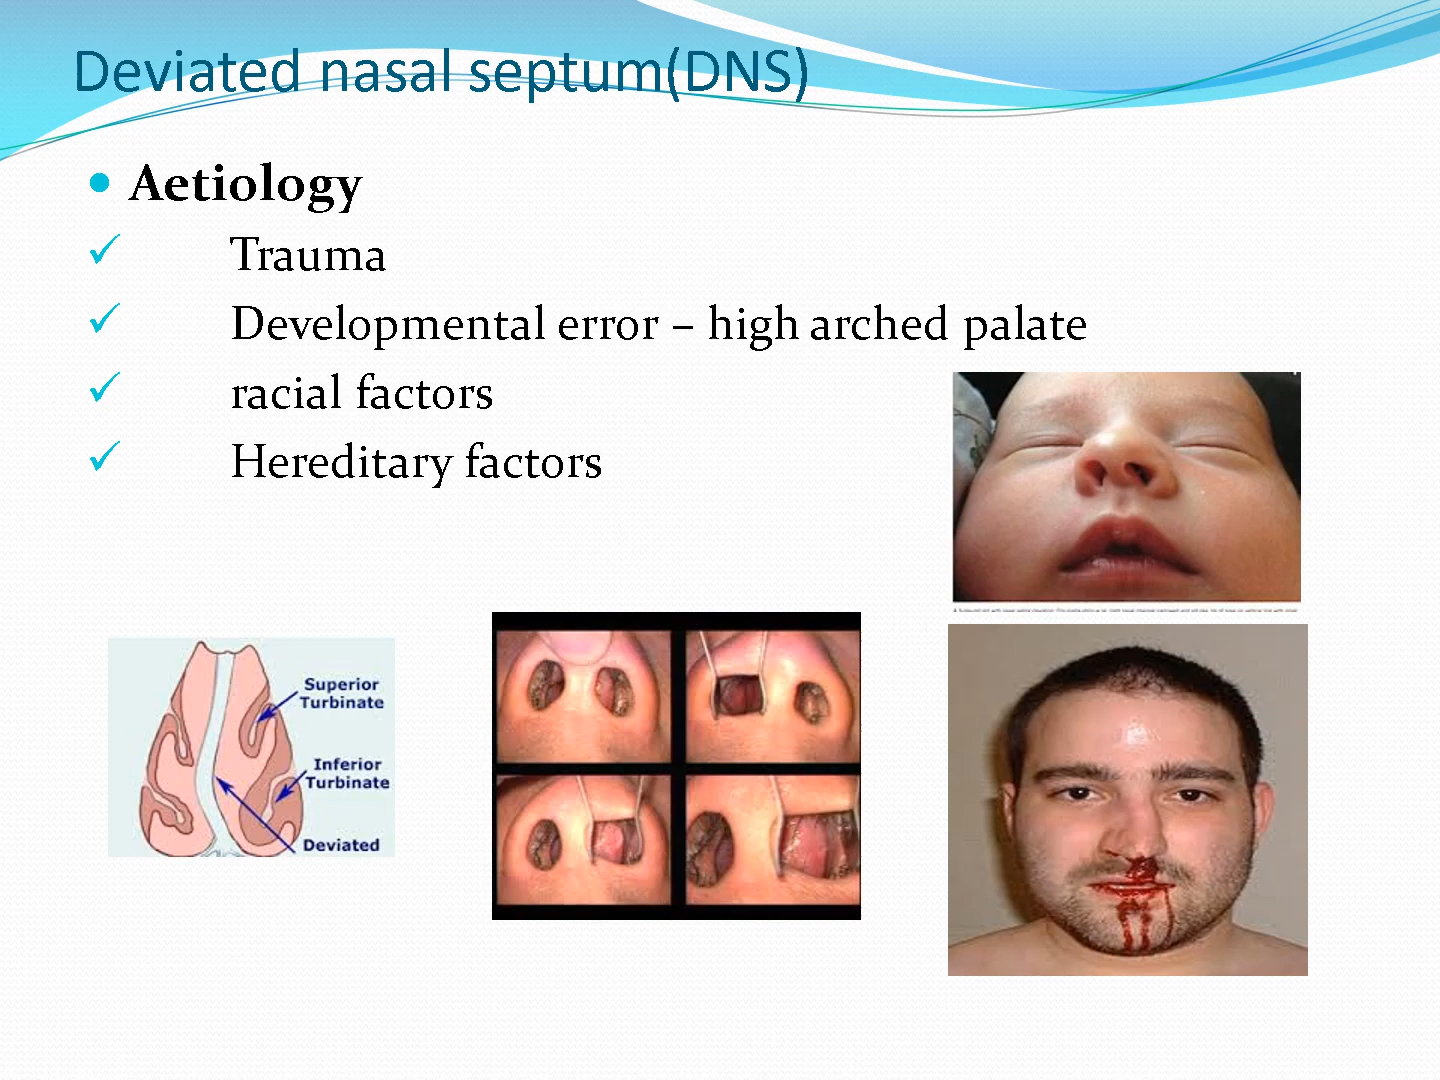 Deviated nasal septum(DNS)
• Aetiology
✓ Trauma
✓ Developmental error – high arched palate
✓ racial factors
✓ Hereditary factors
Superior
Turbinate
Inferior
Turbinate
Deviated